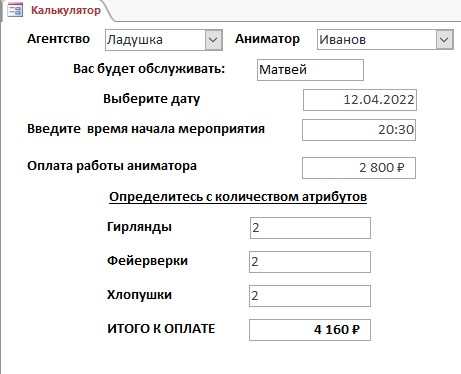 Калькулятор
Агентство Ладушка Аниматор Иванов
Вас будет обслуживать: Матвей
Выберите дату 12.04.2022
Введите время начала мероприятия 20:30
Оплата работы аниматора 2 800 ₽
Определитесь с количеством атрибутов
Гирлянды 2
Фейерверки 2
Хлопушки 2
ИТОГО К ОПЛАТЕ 4 160 ₽